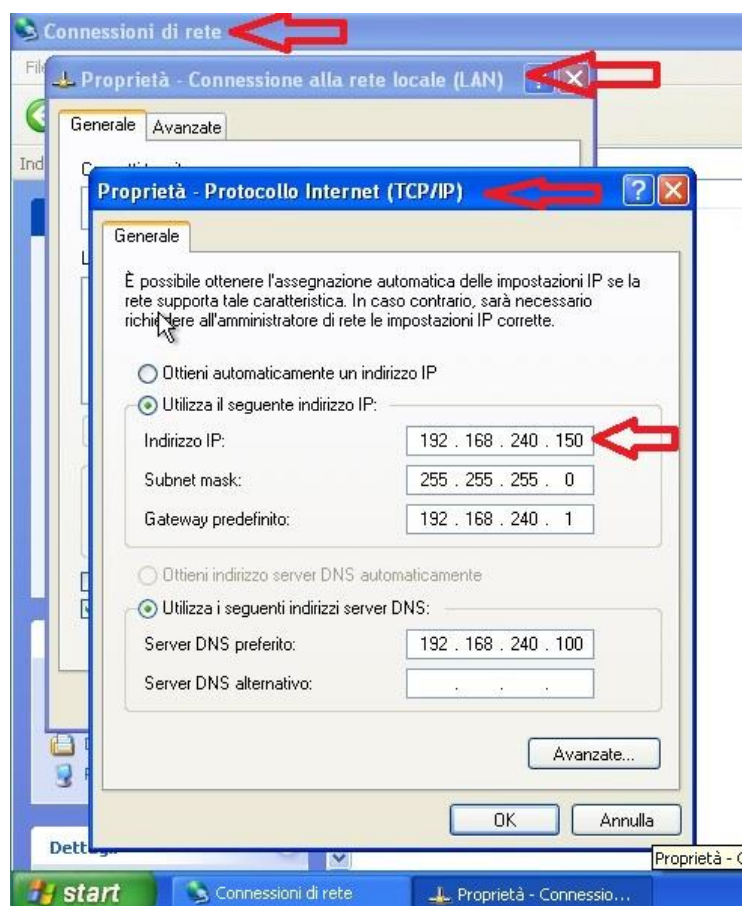 Connessioni di rete
File
Proprietà - Connessione alla rete locale (LAN)
Generale Avanzate
Ind
Proprietà - Protocollo Internet (TCP/IP)
Generale
È possibile ottenere l'assegnazione automatica delle impostazioni IP se la
rete supporta tale caratteristica. In caso contrario, sarà necessario
richiedere all'amministratore di rete le impostazioni IP corrette.
Ottieni automaticamente un indirizzo IP
Utilizza il seguente indirizzo IP:
Indirizzo IP: 192 . 168 . 240 . 150
Subnet mask: 255 . 255 . 255 . 0
Gateway predefinito: 192 . 168 . 240 . 1
Ottieni indirizzo server DNS automaticamente
Utilizza i seguenti indirizzi server DNS:
Server DNS preferito: 192 . 168 . 240 . 100
Server DNS alternativo: . . .
Avanzate...
OK Annulla
Dett
Proprietà - C
start Connessioni di rete Proprietà - Connessio...